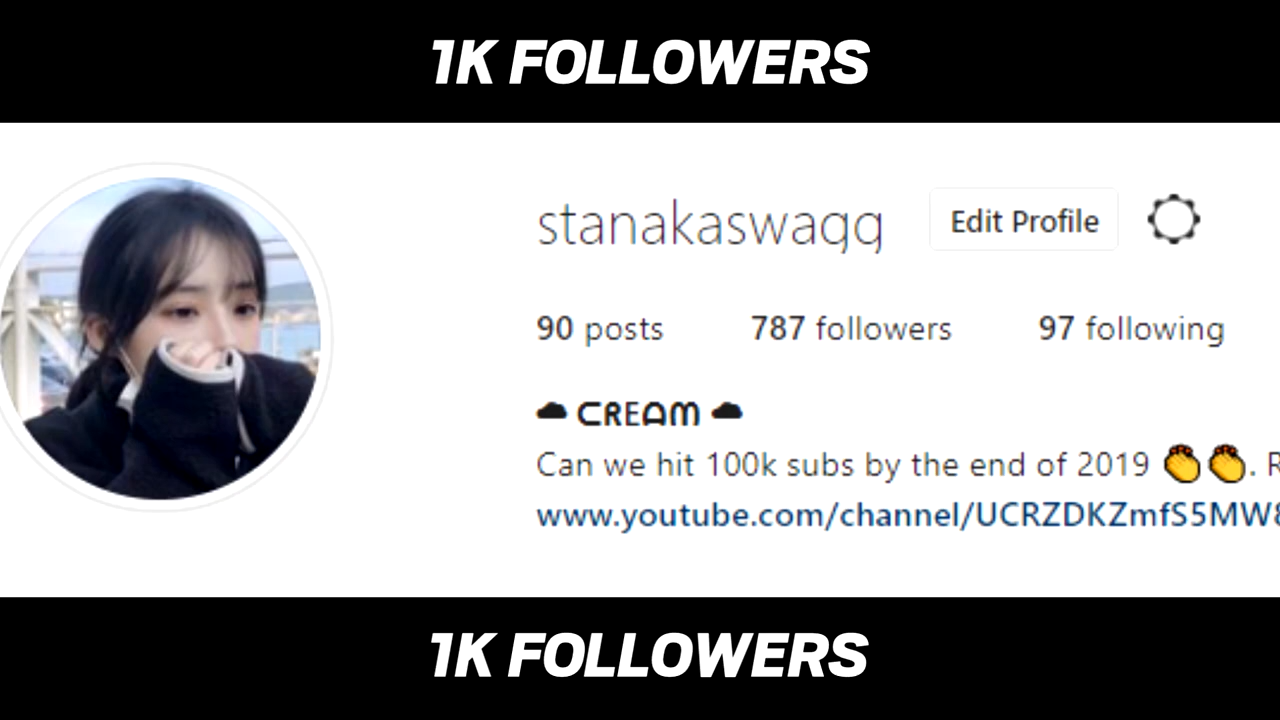 1K FOLLOWERS
stanakaswagg Edit Profile
90 posts 787 followers 97 following
☁ CREAM ☁
Can we hit 100k subs by the end of 2019 👏👏. R
www.youtube.com/channel/UCRZDKZmfS5MW8
1K FOLLOWERS